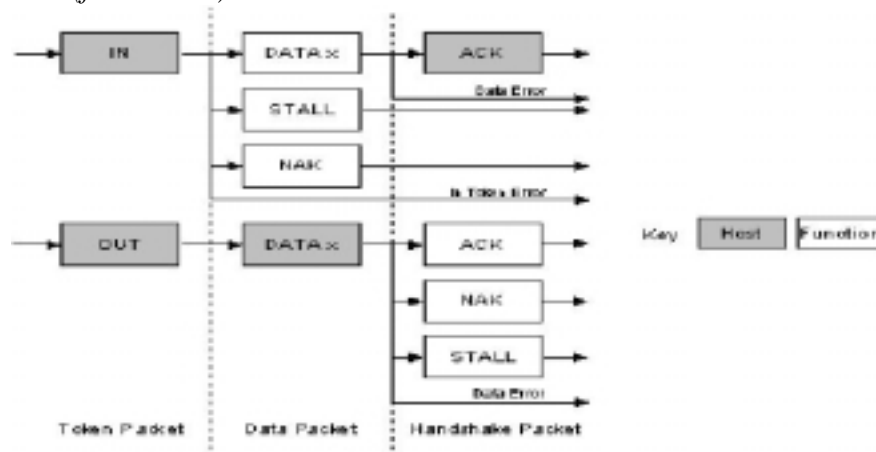 IN DATAx ACK
Data Error
STALL
NAK
In Token Error
OUT DATAx ACK
Key Host Function
NAK
STALL
Data Error
Token Packet Data Packet Handshake Packet